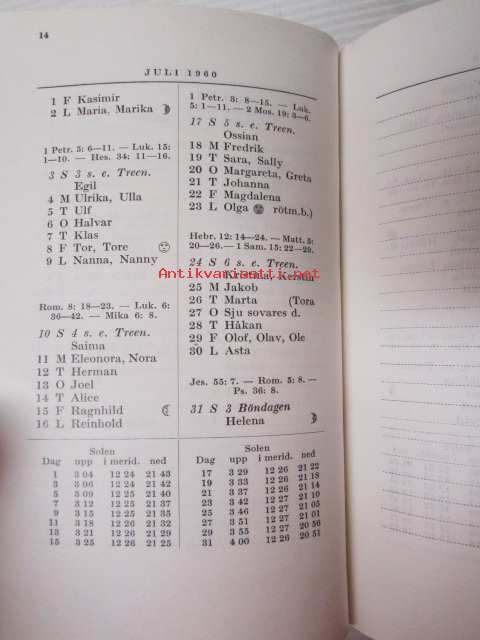 14
JULI 1960
1 F Kasimir
2 L Maria, Marika
1 Petr. 5: 6—11. — Luk. 15:
1—10. — Hes. 34: 11—16.
3 S 3 s. e. Treen.
Egil
4 M Ulrika, Ulla
5 T Ulf
6 O Halvar
7 T Klas
8 F Tor, Tore
9 L Nanna, Nanny
Rom. 8: 18—23. — Luk. 6:
36—42. — Mika 6: 8.
10 S 4 s. e. Treen.
Saima
11 M Eleonora, Nora
12 T Herman
13 O Joel
14 T Alice
15 F Ragnhild
16 L Reinhold
1 Petr. 3: 8—15. — Luk.
5: 1—11. — 2 Mos. 19: 3—6.
17 S 5 s. e. Treen.
Ossian
18 M Fredrik
19 T Sara, Sally
20 O Margareta, Greta
21 T Johanna
22 F Magdalena
23 L Olga rötm.b.)
Hebr. 12: 14—24. — Matt. 5:
20—26. — 1 Sam. 15: 22—29.
24 S 6 s. e. Treen.
Kristina, Kerstin
Antikvariaatti.net
25 M Jakob
26 T Marta (Tora
27 O Sju sovares d.
28 T Håkan
29 F Olof, Olav, Ole
30 L Asta
Jes. 55: 7. — Rom. 5: 8. —
Ps. 36: 8.
31 S 3 Böndagen
Helena
Solen
Dag upp i merid. ned
1 3 04 12 24 21 43
3 3 06 12 24 21 42
5 3 09 12 25 21 40
7 3 12 12 25 21 37
9 3 15 12 25 21 35
11 3 18 12 26 21 32
13 3 21 12 26 21 29
15 3 25 12 26 21 25
Solen
Dag upp i merid. ned
17 3 29 12 26 21 22
19 3 33 12 26 21 18
21 3 37 12 26 21 14
23 3 42 12 27 21 10
25 3 46 12 27 21 05
27 3 51 12 27 21 01
29 3 55 12 27 20 56
31 4 00 12 26 20 51